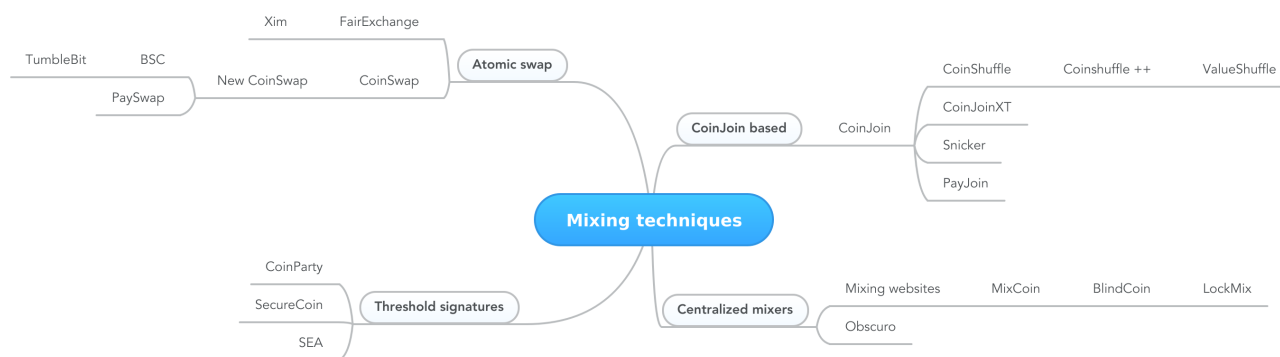 Mixing techniques
Atomic swap
FairExchange
Xim
CoinSwap
New CoinSwap
BSC
TumbleBit
PaySwap
CoinJoin based
CoinJoin
CoinShuffle
Coinshuffle ++
ValueShuffle
CoinJoinXT
Snicker
PayJoin
Threshold signatures
CoinParty
SecureCoin
SEA
Centralized mixers
Mixing websites
MixCoin
BlindCoin
LockMix
Obscuro